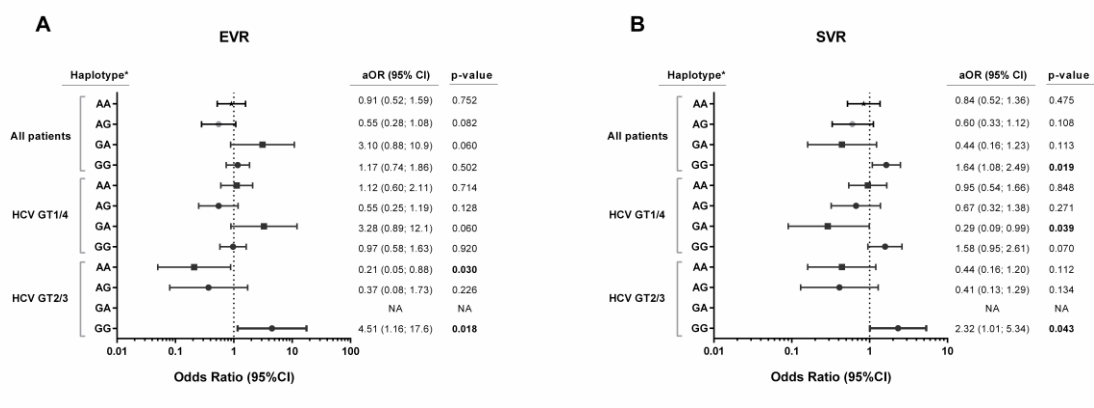 A
EVR
Haplotype* aOR (95% CI) p-value
All patients
AA 0.91 (0.52; 1.59) 0.752
AG 0.55 (0.28; 1.08) 0.082
GA 3.10 (0.88; 10.9) 0.060
GG 1.17 (0.74; 1.86) 0.502
HCV GT1/4
AA 1.12 (0.60; 2.11) 0.714
AG 0.55 (0.25; 1.19) 0.128
GA 3.28 (0.89; 12.1) 0.060
GG 0.97 (0.58; 1.63) 0.920
HCV GT2/3
AA 0.21 (0.05; 0.88) 0.030
AG 0.37 (0.08; 1.73) 0.226
GA NA NA
GG 4.51 (1.16; 17.6) 0.018
0.01 0.1 1 10 100
Odds Ratio (95%CI)
B
SVR
Haplotype* aOR (95% CI) p-value
All patients
AA 0.84 (0.52; 1.36) 0.475
AG 0.60 (0.33; 1.12) 0.108
GA 0.44 (0.16; 1.23) 0.113
GG 1.64 (1.08; 2.49) 0.019
HCV GT1/4
AA 0.95 (0.54; 1.66) 0.848
AG 0.67 (0.32; 1.38) 0.271
GA 0.29 (0.09; 0.99) 0.039
GG 1.58 (0.95; 2.61) 0.070
HCV GT2/3
AA 0.44 (0.16; 1.20) 0.112
AG 0.41 (0.13; 1.29) 0.134
GA NA NA
GG 2.32 (1.01; 5.34) 0.043
0.01 0.1 1 10
Odds Ratio (95%CI)